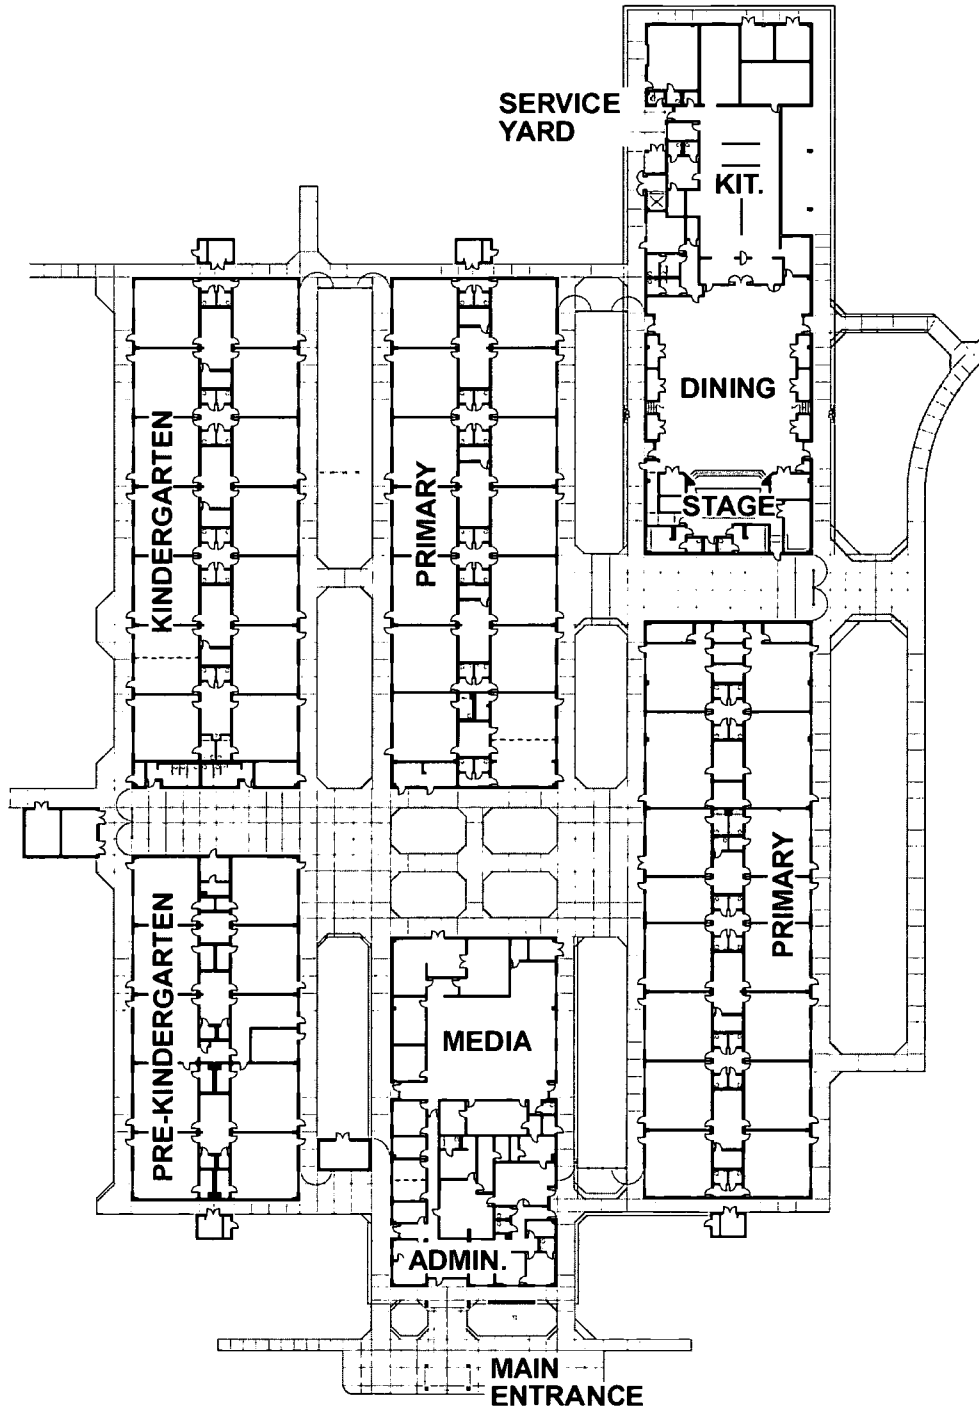 SERVICE
YARD
KIT.
DINING
STAGE
KINDERGARTEN
PRIMARY
PRIMARY
PRE-KINDERGARTEN
MEDIA
ADMIN.
MAIN
ENTRANCE